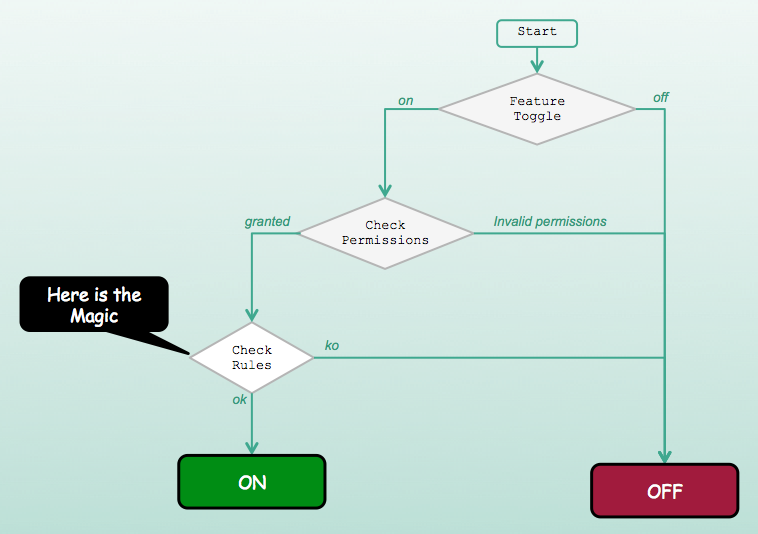 Start
Feature
Toggle
on
off
Check
Permissions
granted
Invalid permissions
Here is the
Magic
Check
Rules
ko
ok
ON
OFF